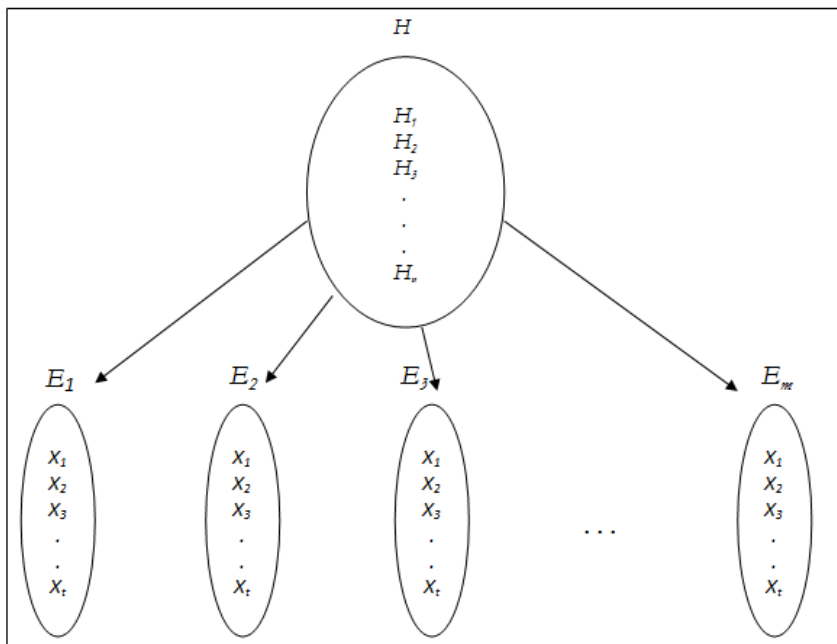 H
H₁
H₂
H₃
.
.
.
Hₙ
E₁ E₂ E₃ Eₘ
X₁ X₁ X₁ X₁
X₂ X₂ X₂ X₂
X₃ X₃ X₃ X₃
. . . .
. . . . . . .
Xₜ Xₜ Xₜ Xₜ